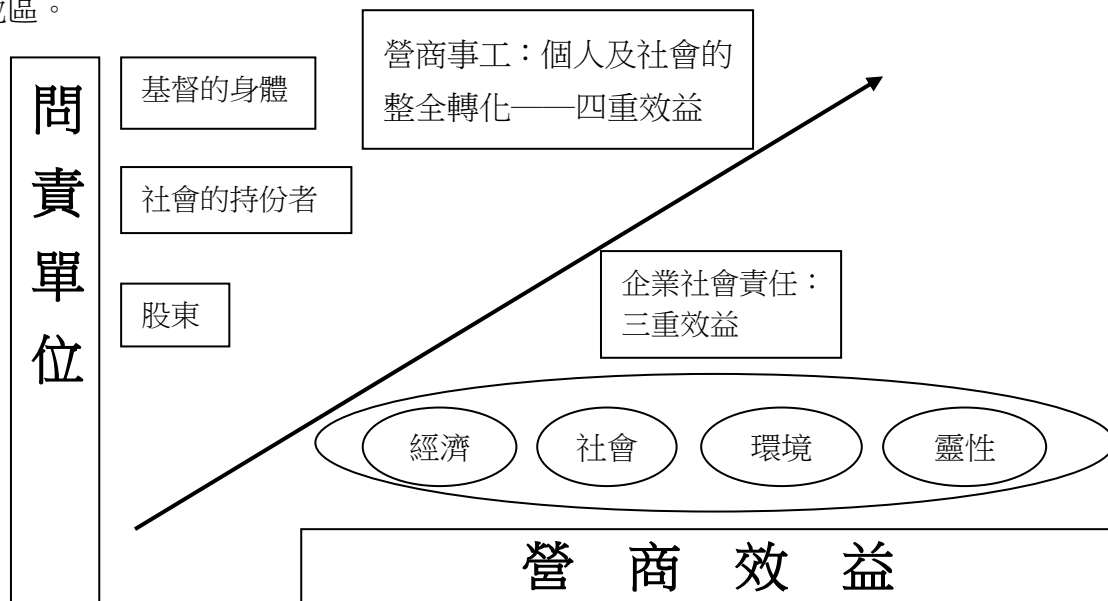 區。
問責單位
基督的身體
社會的持份者
股東
營商事工：個人及社會的
整全轉化——四重效益
企業社會責任：
三重效益
經濟
社會
環境
靈性
營商效益